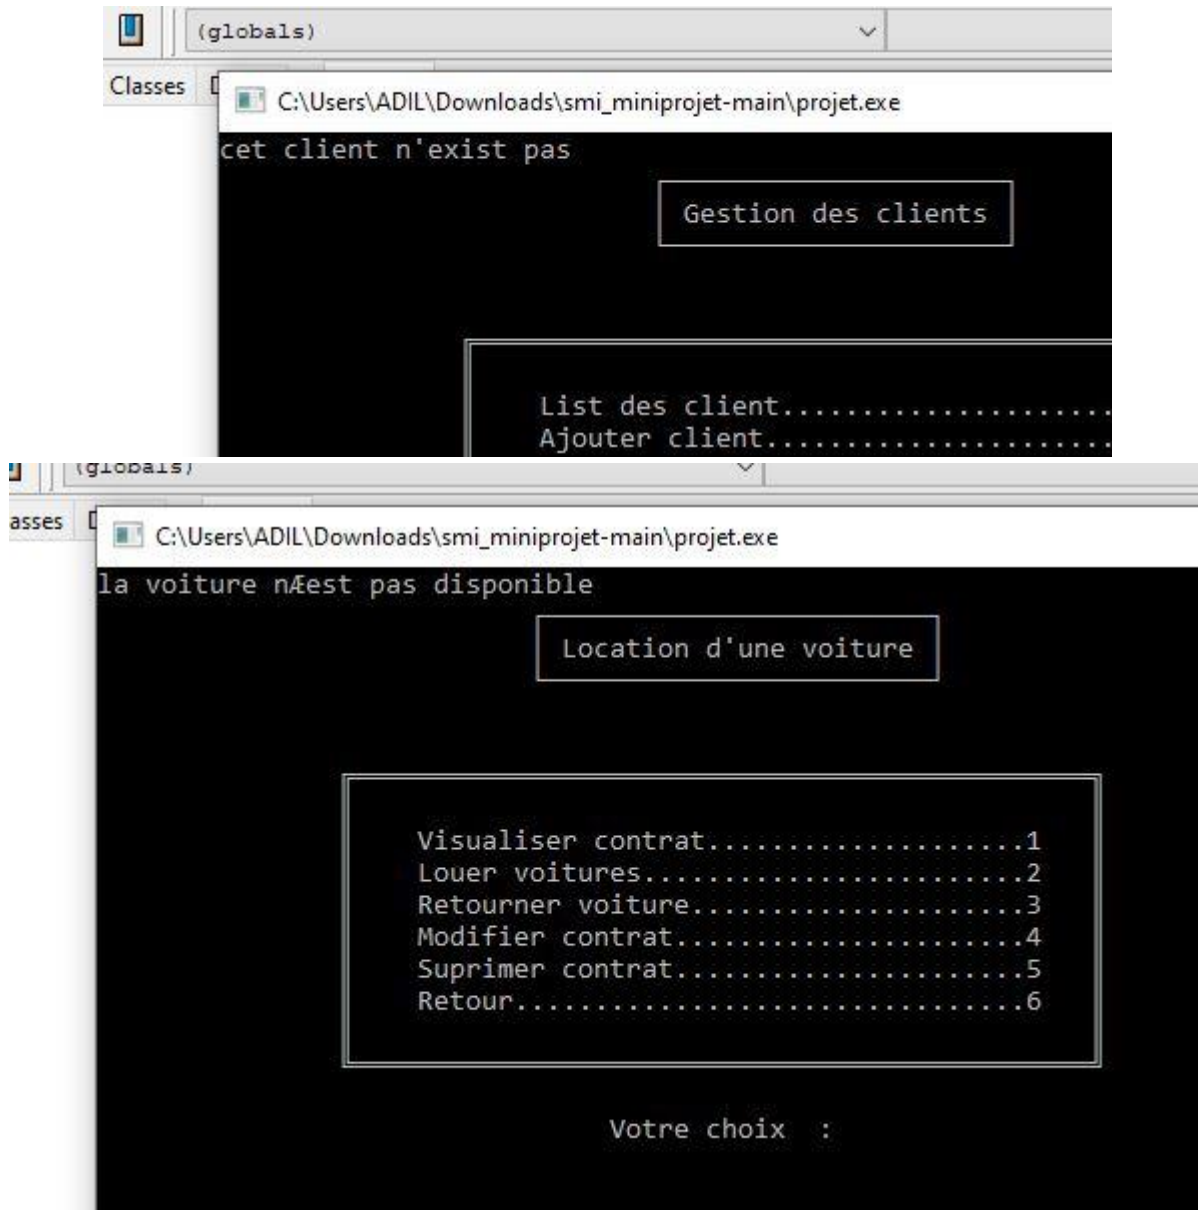 (globals)
Classes
C:\Users\ADIL\Downloads\smi_miniprojet-main\projet.exe
cet client n'exist pas
Gestion des clients
List des client.....................
Ajouter client......................
(globals)
asses
C:\Users\ADIL\Downloads\smi_miniprojet-main\projet.exe
la voiture nÆest pas disponible
Location d'une voiture
Visualiser contrat....................1
Louer voitures........................2
Retourner voiture.....................3
Modifier contrat......................4
Suprimer contrat......................5
Retour................................6
Votre choix  :